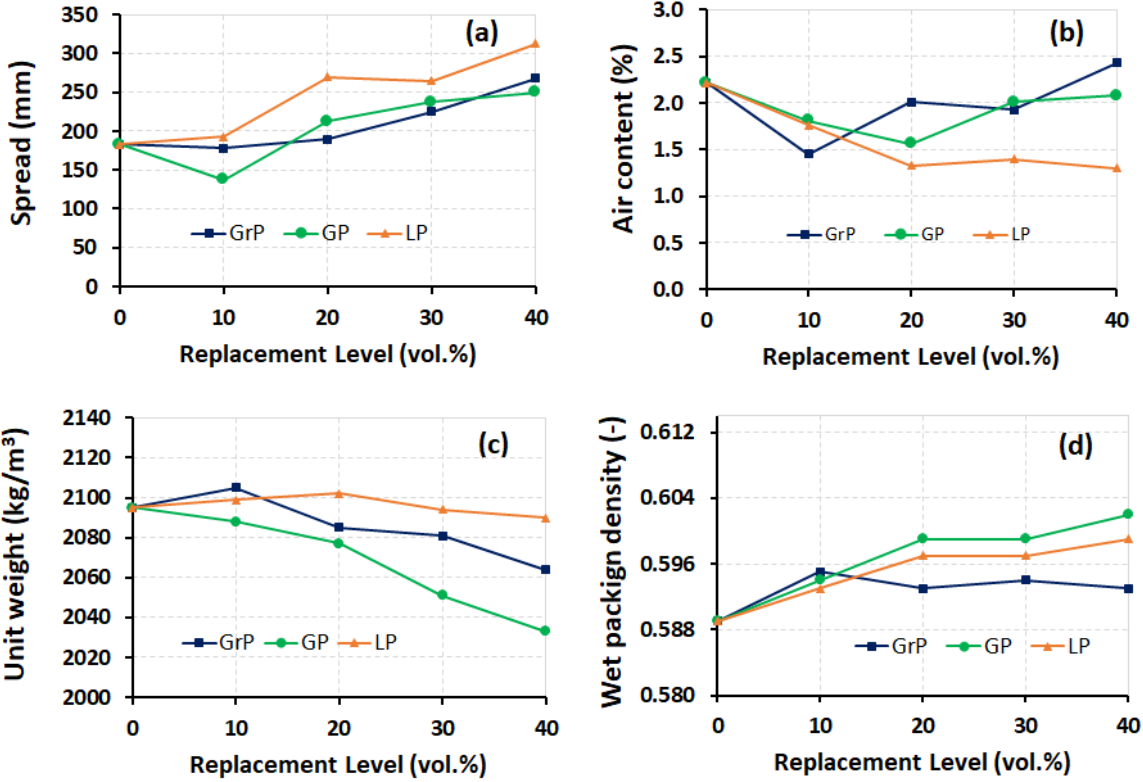 (a)
Spread (mm)
350
300
250
200
150
100
50
0
GrP GP LP
0 10 20 30 40
Replacement Level (vol.%)
(b)
Air content (%)
3.0
2.5
2.0
1.5
1.0
0.5
0.0
GrP GP LP
0 10 20 30 40
Replacement Level (vol.%)
(c)
Unit weight (kg/m³)
2140
2120
2100
2080
2060
2040
2020
2000
GrP GP LP
0 10 20 30 40
Replacement Level (vol.%)
(d)
Wet packign density (-)
0.612
0.604
0.596
0.588
0.580
GrP GP LP
0 10 20 30 40
Replacement Level (vol.%)